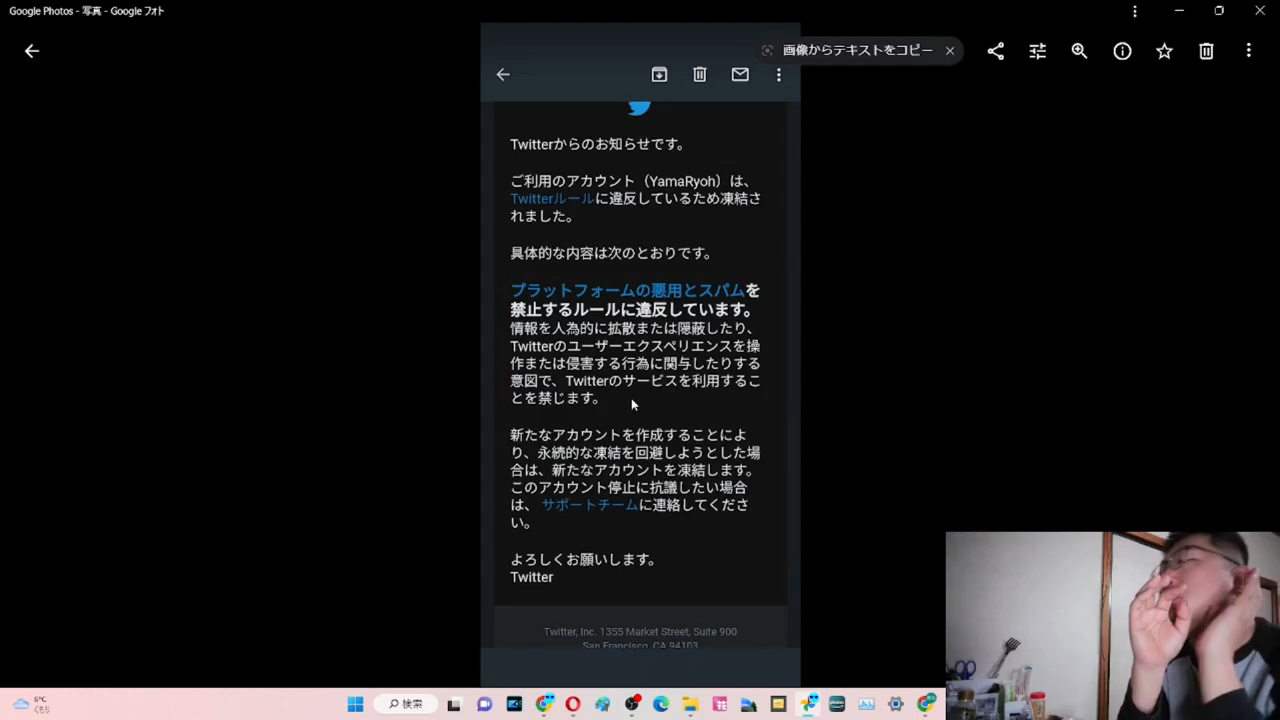 Google Photos - 写真 - Google フォト
画像からテキストをコピー
Twitterからのお知らせです。
ご利用のアカウント（YamaRyoh）は、
Twitterルールに違反しているため凍結さ
れました。
具体的な内容は次のとおりです。
プラットフォームの悪用とスパムを
禁止するルールに違反しています。
情報を人為的に拡散または隠蔽したり、
Twitterのユーザーエクスペリエンスを操
作または侵害する行為に関与したりする
意図で、Twitterのサービスを利用するこ
とを禁じます。
新たなアカウントを作成することによ
り、永続的な凍結を回避しようとした場
合は、新たなアカウントを凍結します。
このアカウント停止に抗議したい場合
は、 サポートチームに連絡してくださ
い。
よろしくお願いします。
Twitter
Twitter, Inc. 1355 Market Street, Suite 900
San Francisco, CA 94103
6°C
くもり
検索